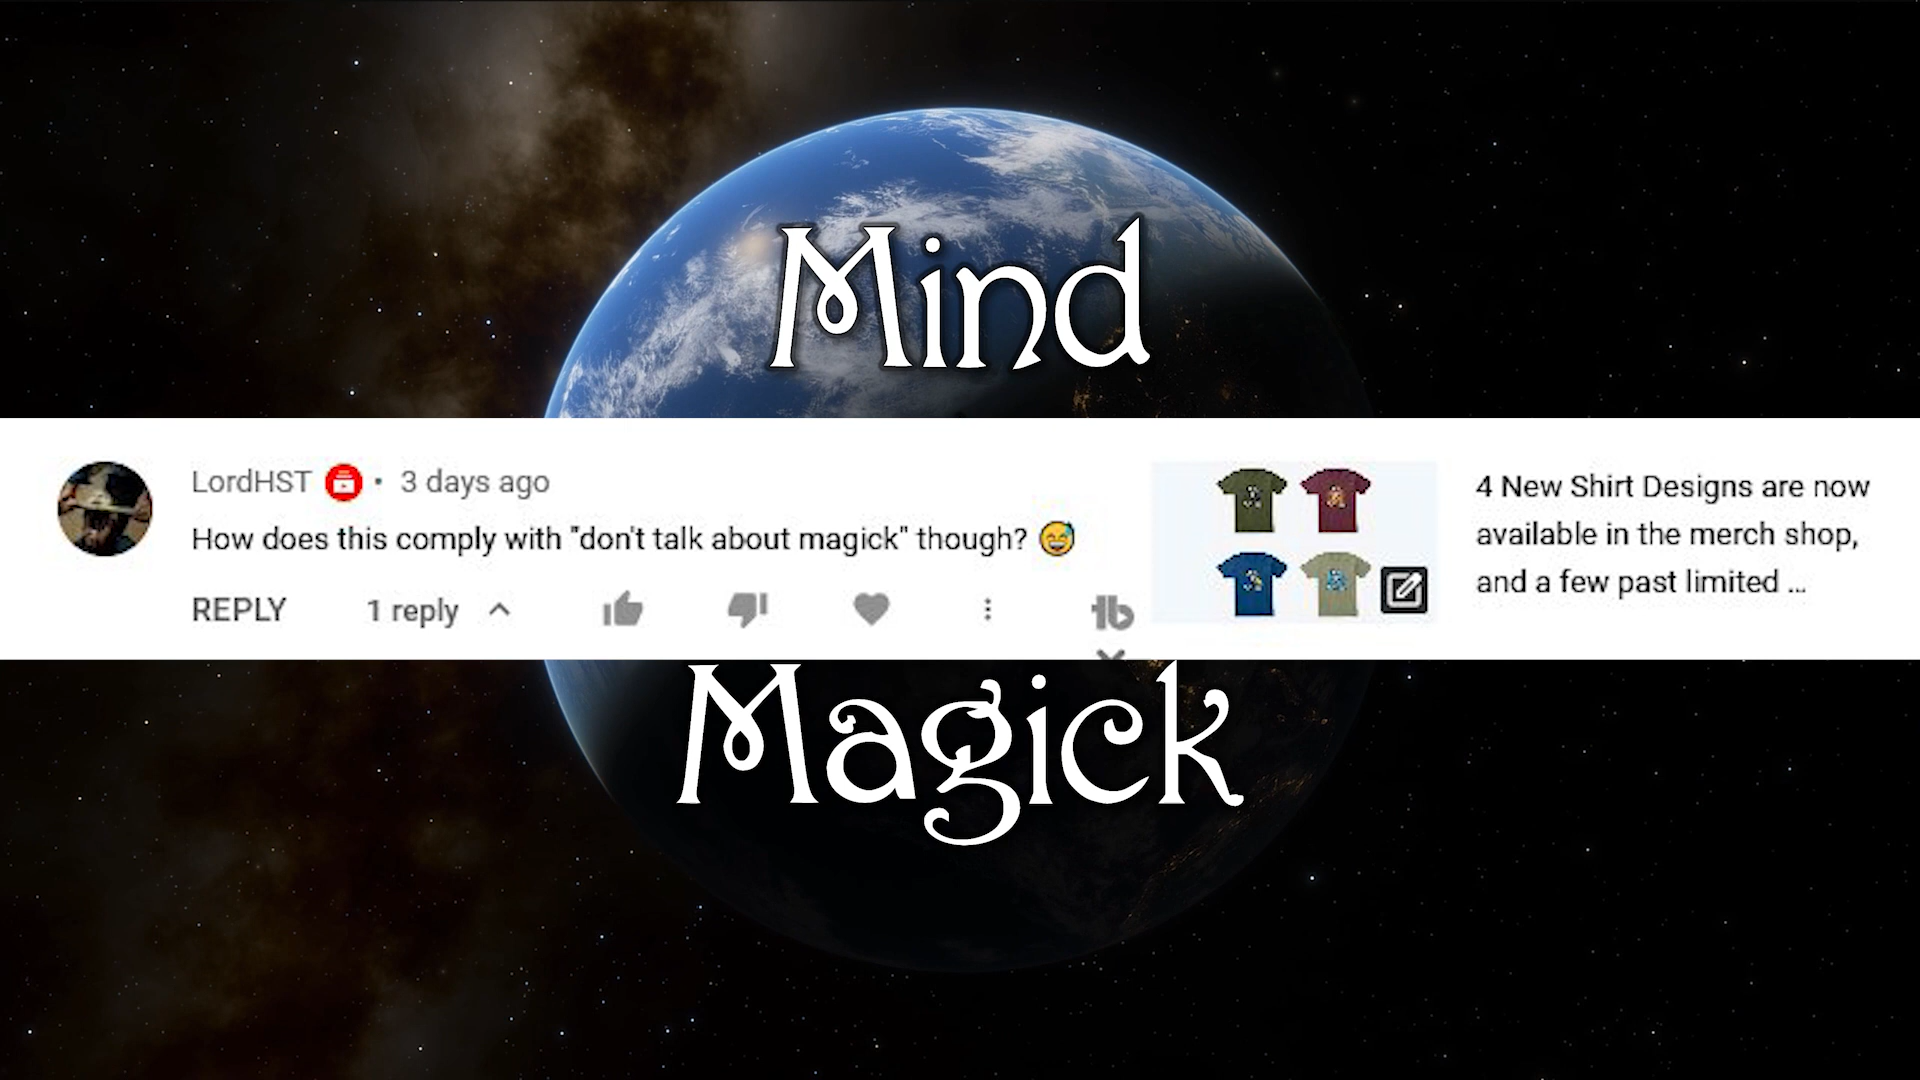 Mind
LordHST • 3 days ago
How does this comply with "don't talk about magick" though? 😅
REPLY 1 reply
4 New Shirt Designs are now
available in the merch shop,
and a few past limited ...
Magick